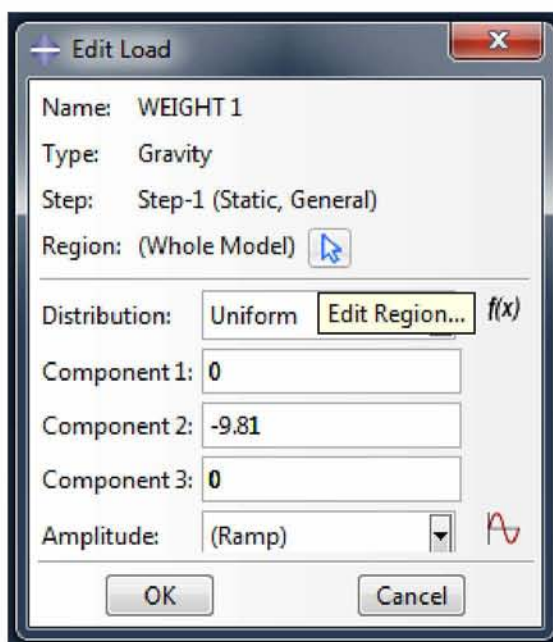 Edit Load
Name: WEIGHT 1
Type: Gravity
Step: Step-1 (Static, General)
Region: (Whole Model)
Distribution: Uniform Edit Region... f(x)
Component 1: 0
Component 2: -9.81
Component 3: 0
Amplitude: (Ramp)
OK Cancel